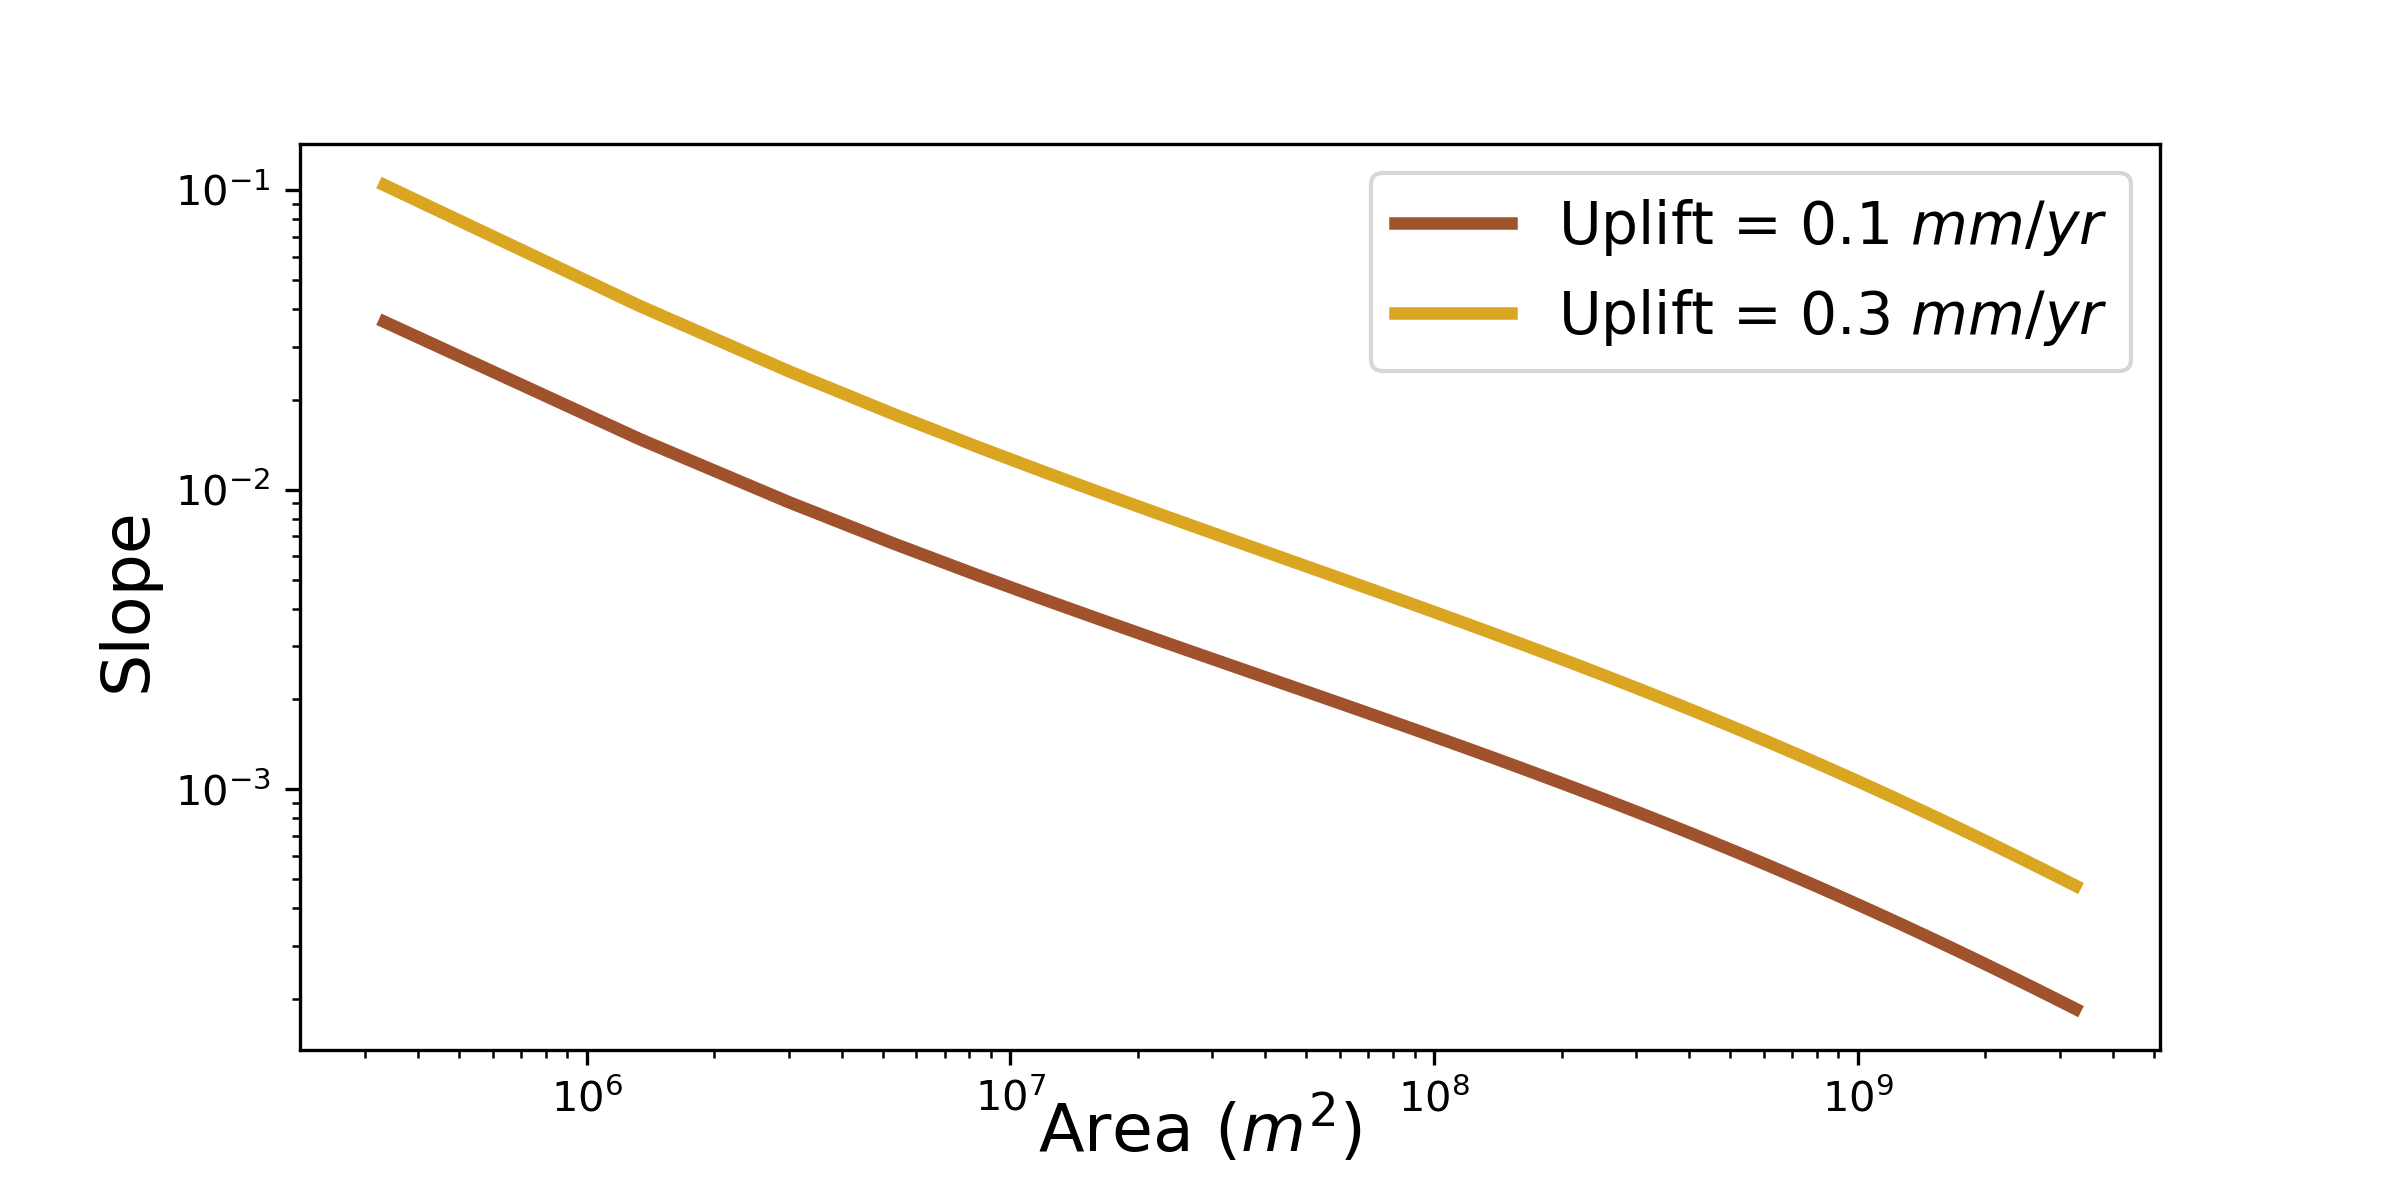 Uplift = 0.1 mm/yr
Uplift = 0.3 mm/yr
10⁻¹
10⁻²
10⁻³
Slope
10⁶ 10⁷ 10⁸ 10⁹
Area (m²)